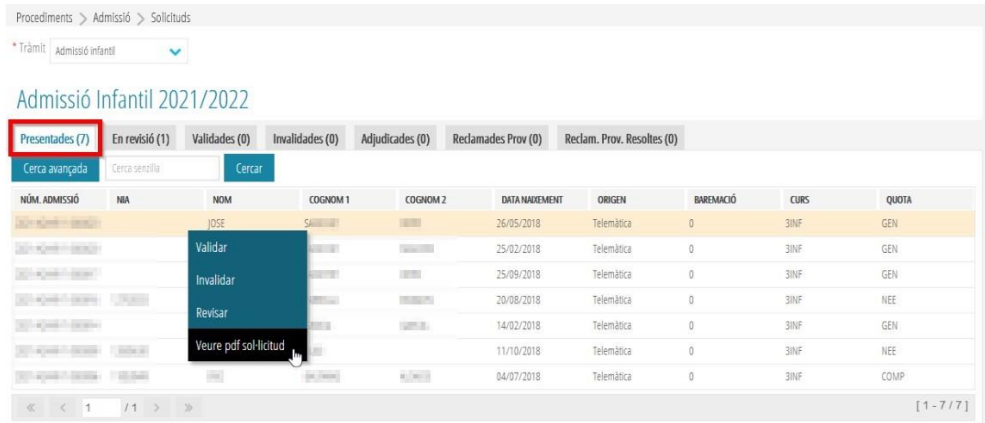 Procediments > Admissió > Solicituds
* Tràmit Admissió infantil
Admissió Infantil 2021/2022
Presentades (7) En revisió (1) Validades (0) Invalidades (0) Adjudicades (0) Reclamades Prov (0) Reclam. Prov. Resoltes (0)
Cerca avançada Cerca senzilla Cercar
NÚM. ADMISSIÓ NIA NOM COGNOM 1 COGNOM 2 DATA NAIXEMENT ORIGEN BAREMACIÓ CURS QUOTA
JOSE 26/05/2018 Telemàtica 0 3INF GEN
Validar 25/02/2018 Telemàtica 0 3INF GEN
Invalidar 25/09/2018 Telemàtica 0 3INF GEN
20/08/2018 Telemàtica 0 3INF NEE
Revisar 14/02/2018 Telemàtica 0 3INF GEN
Veure pdf sol·licitud 11/10/2018 Telemàtica 0 3INF NEE
04/07/2018 Telemàtica 0 3INF COMP
« < 1 / 1 > » [ 1 - 7 / 7 ]